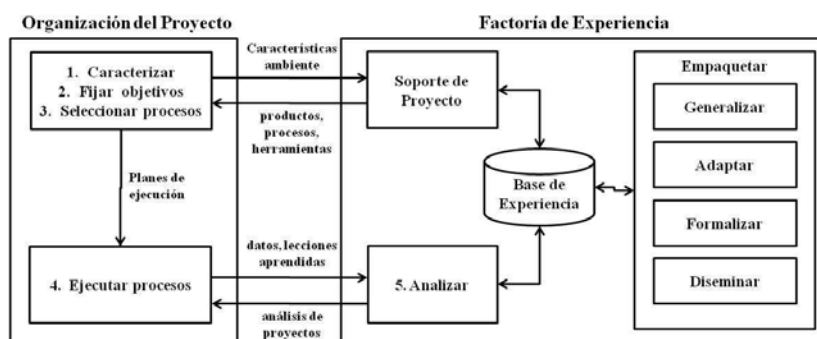 Organización del Proyecto
Factoría de Experiencia
1. Caracterizar
2. Fijar objetivos
3. Seleccionar procesos
Características
ambiente
productos,
procesos,
herramientas
Soporte de
Proyecto
Empaquetar
Generalizar
Adaptar
Formalizar
Diseminar
Base de
Experiencia
Planes de
ejecución
4. Ejecutar procesos
datos, lecciones
aprendidas
análisis de
proyectos
5. Analizar